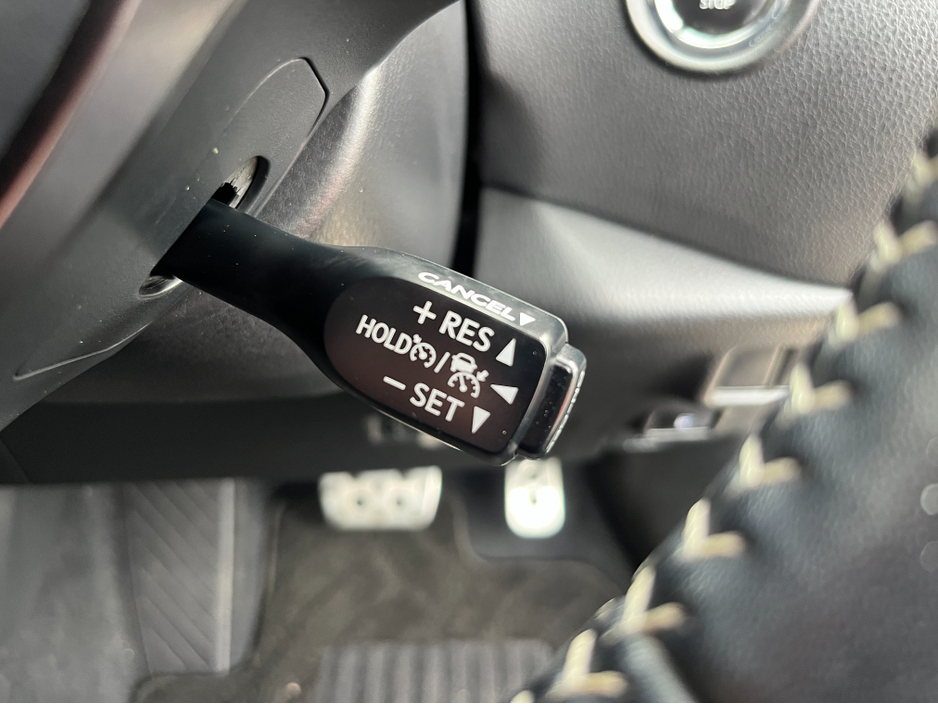 STOP
CANCEL
+ RES
HOLD /
− SET